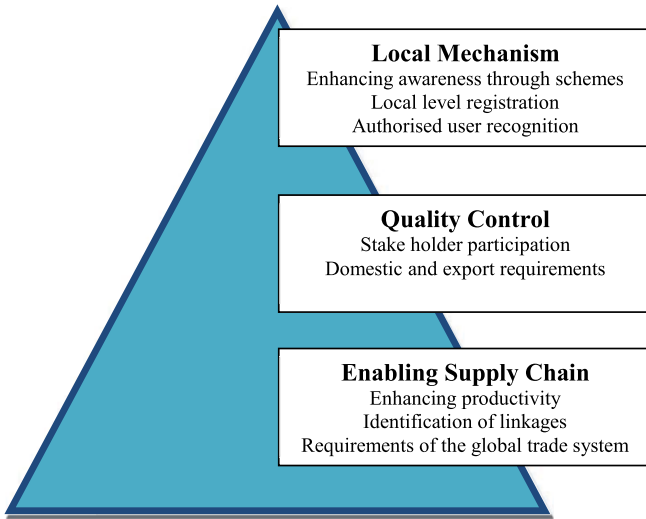 Local Mechanism
Enhancing awareness through schemes
Local level registration
Authorised user recognition
Quality Control
Stake holder participation
Domestic and export requirements
Enabling Supply Chain
Enhancing productivity
Identification of linkages
Requirements of the global trade system